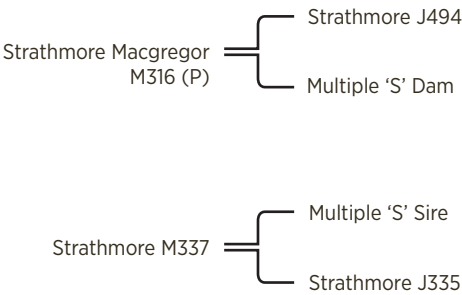 Strathmore J494
Strathmore Macgregor
M316 (P)
Multiple ‘S’ Dam
Multiple ‘S’ Sire
Strathmore M337
Strathmore J335